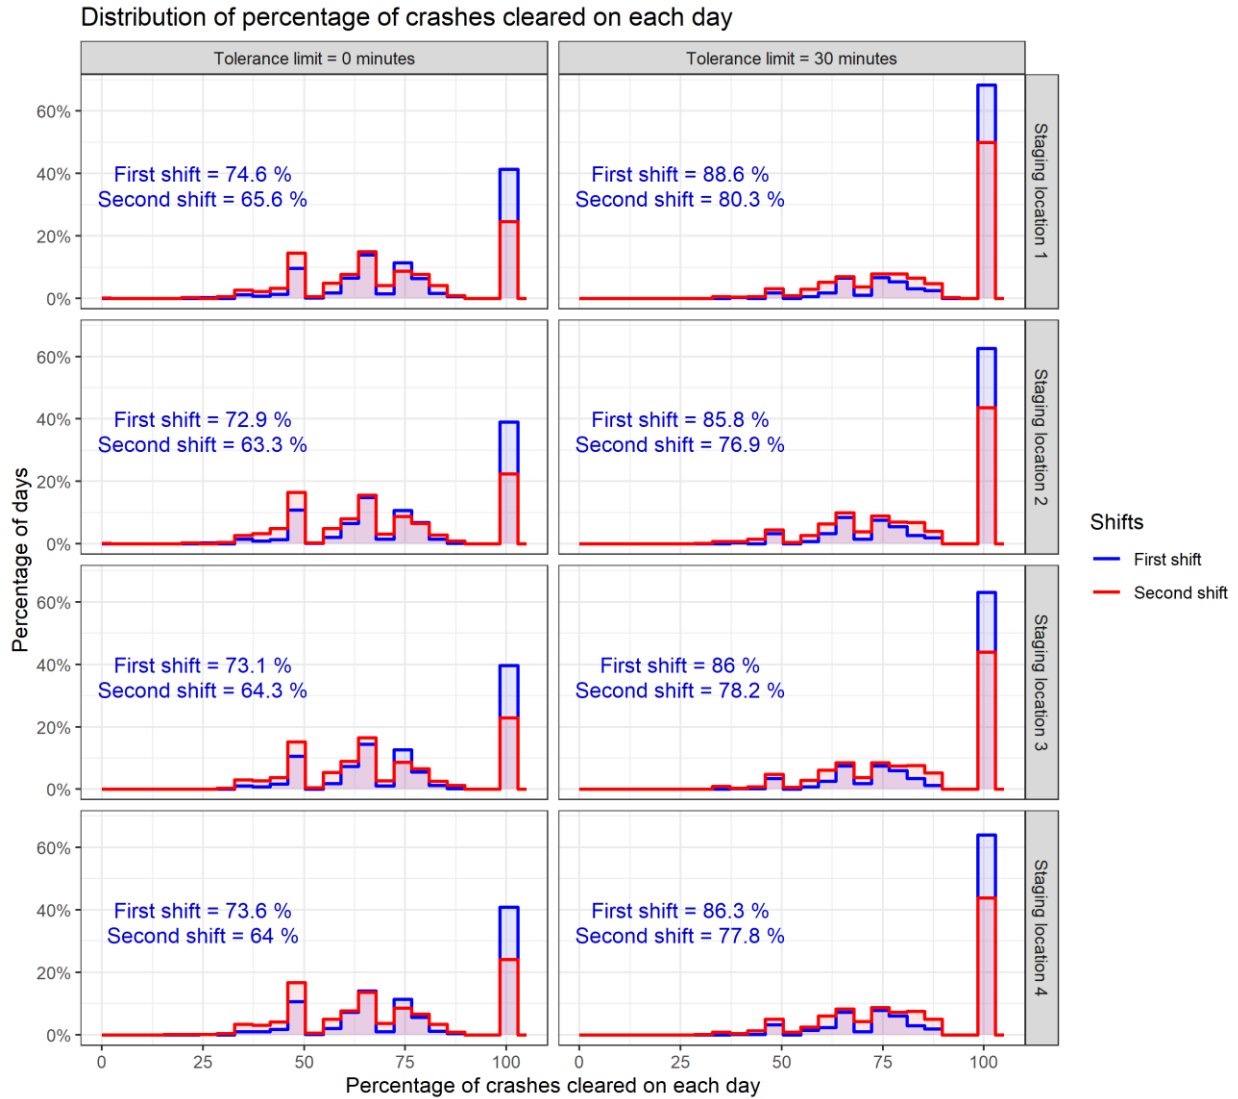 Distribution of percentage of crashes cleared on each day
Tolerance limit = 0 minutes
Tolerance limit = 30 minutes
Percentage of days
60%
40%
20%
0%
First shift = 74.6 %
Second shift = 65.6 %
First shift = 88.6 %
Second shift = 80.3 %
Staging location 1
60%
40%
20%
0%
First shift = 72.9 %
Second shift = 63.3 %
First shift = 85.8 %
Second shift = 76.9 %
Staging location 2
60%
40%
20%
0%
First shift = 73.1 %
Second shift = 64.3 %
First shift = 86 %
Second shift = 78.2 %
Staging location 3
60%
40%
20%
0%
First shift = 73.6 %
Second shift = 64 %
First shift = 86.3 %
Second shift = 77.8 %
Staging location 4
0 25 50 75 100
0 25 50 75 100
Percentage of crashes cleared on each day
Shifts
First shift
Second shift